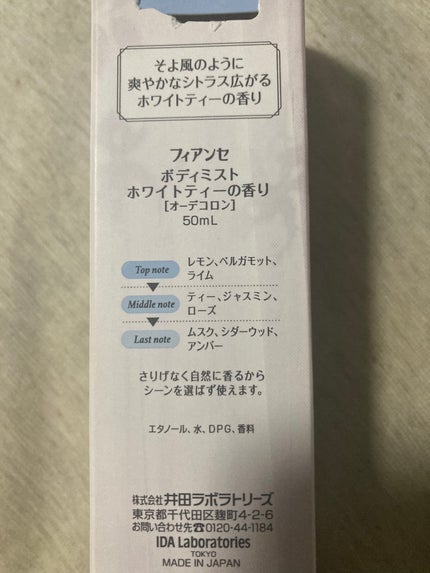 そよ風のように
爽やかなシトラス広がる
ホワイトティーの香り
フィアンセ
ボディミスト
ホワイトティーの香り
[オーデコロン]
50mL
Top note レモン、ベルガモット、
ライム
Middle note ティー、ジャスミン、
ローズ
Last note ムスク、シダーウッド、
アンバー
さりげなく自然に香るから
シーンを選ばず使えます。
エタノール、水、DPG、香料
株式会社 井田ラボラトリーズ
東京都千代田区麹町4-2-6
お問い合わせ先☎0120-44-1184
IDA Laboratories
TOKYO
MADE IN JAPAN